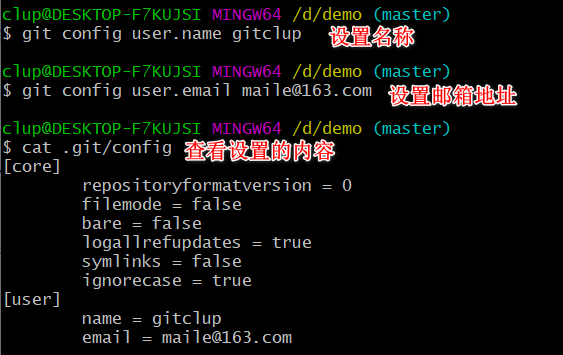 clup@DESKTOP-F7KUJSI MINGW64 /d/demo (master)
$ git config user.name gitclup 设置名称
clup@DESKTOP-F7KUJSI MINGW64 /d/demo (master)
$ git config user.email maile@163.com 设置邮箱地址
clup@DESKTOP-F7KUJSI MINGW64 /d/demo (master)
$ cat .git/config 查看设置的内容
[core]
repositoryformatversion = 0
filemode = false
bare = false
logallrefupdates = true
symlinks = false
ignorecase = true
[user]
name = gitclup
email = maile@163.com